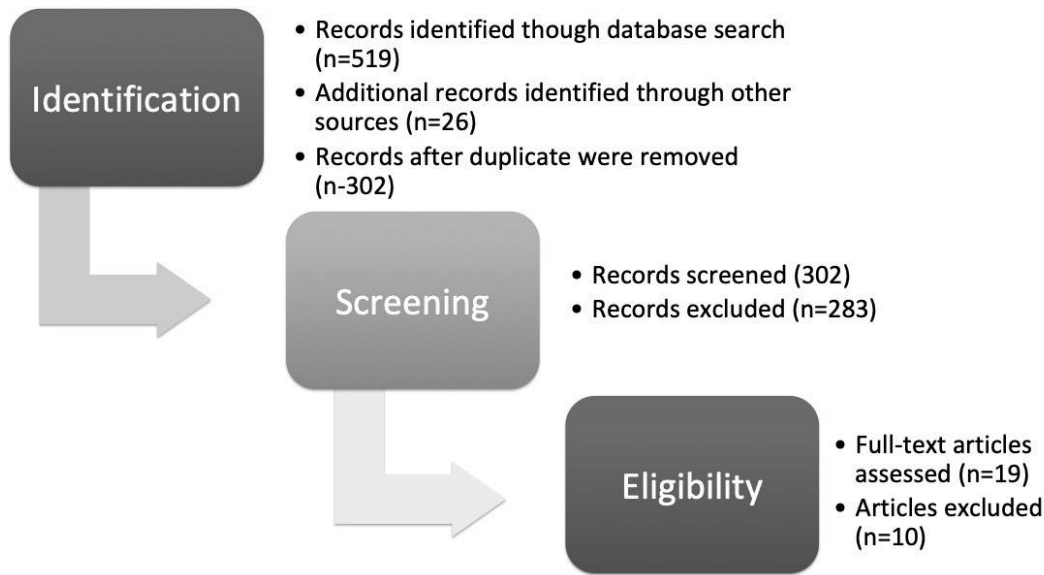 Identification
• Records identified though database search
(n=519)
• Additional records identified through other
sources (n=26)
• Records after duplicate were removed
(n-302)
Screening
• Records screened (302)
• Records excluded (n=283)
Eligibility
• Full-text articles
assessed (n=19)
• Articles excluded
(n=10)